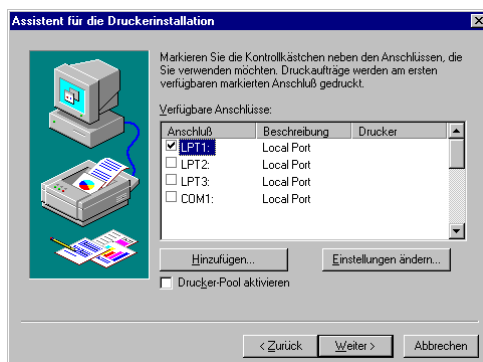 Assistent für die Druckerinstallation
Markieren Sie die Kontrollkästchen neben den Anschlüssen, die
Sie verwenden möchten. Druckaufträge werden am ersten
verfügbaren markierten Anschluß gedruckt.
Verfügbare Anschlüsse:
Anschluß Beschreibung Drucker
LPT1: Local Port
LPT2: Local Port
LPT3: Local Port
COM1: Local Port
Hinzufügen... Einstellungen ändern...
Drucker-Pool aktivieren
< Zurück Weiter > Abbrechen